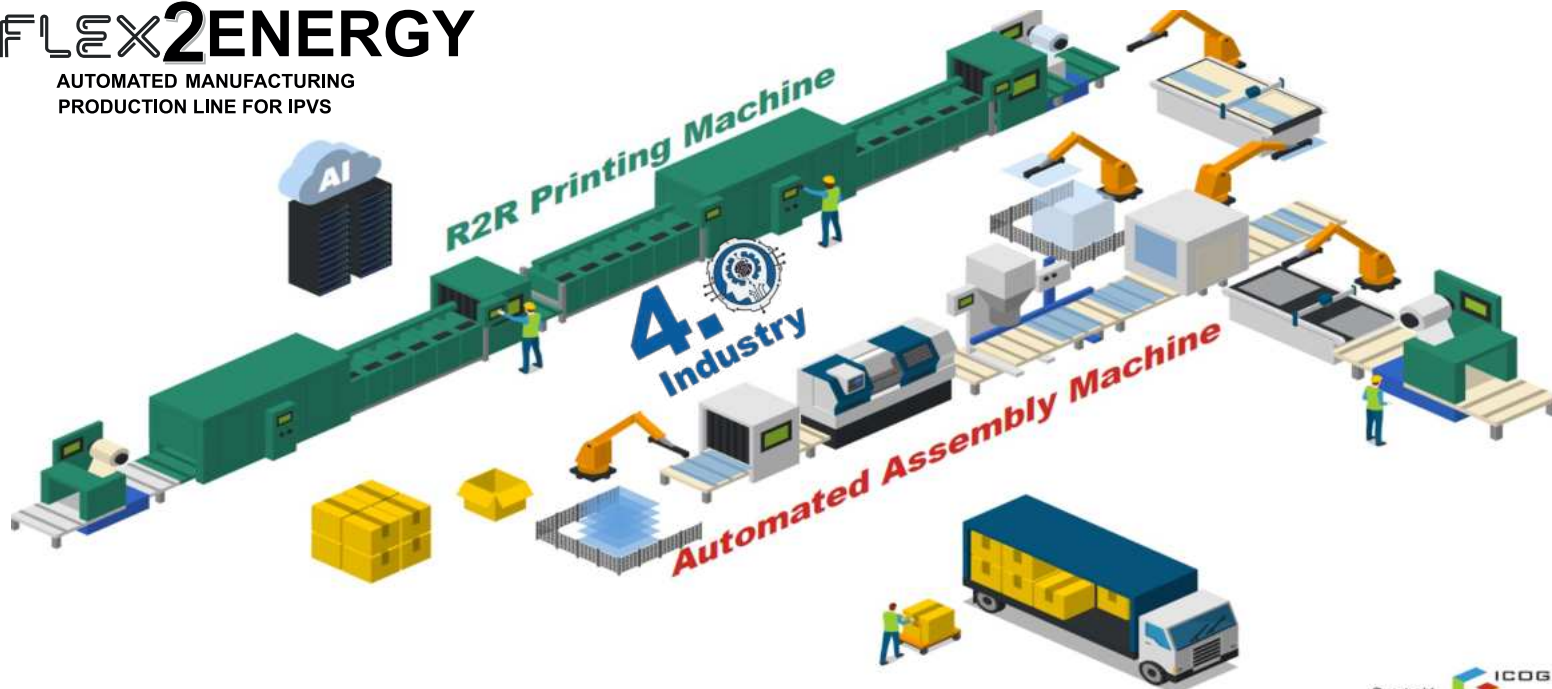 FLEX2ENERGY
AUTOMATED MANUFACTURING
PRODUCTION LINE FOR IPVS
AI
R2R Printing Machine
4.
Industry
Automated Assembly Machine
ICOG